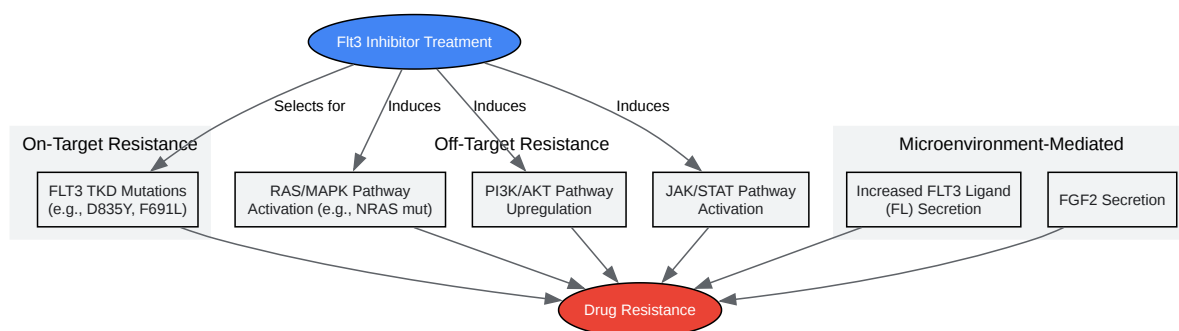 Flt3 Inhibitor Treatment
Selects for
Induces
Induces
Induces
On-Target Resistance
Off-Target Resistance
Microenvironment-Mediated
FLT3 TKD Mutations
(e.g., D835Y, F691L)
RAS/MAPK Pathway
Activation (e.g., NRAS mut)
PI3K/AKT Pathway
Upregulation
JAK/STAT Pathway
Activation
Increased FLT3 Ligand
(FL) Secretion
FGF2 Secretion
Drug Resistance